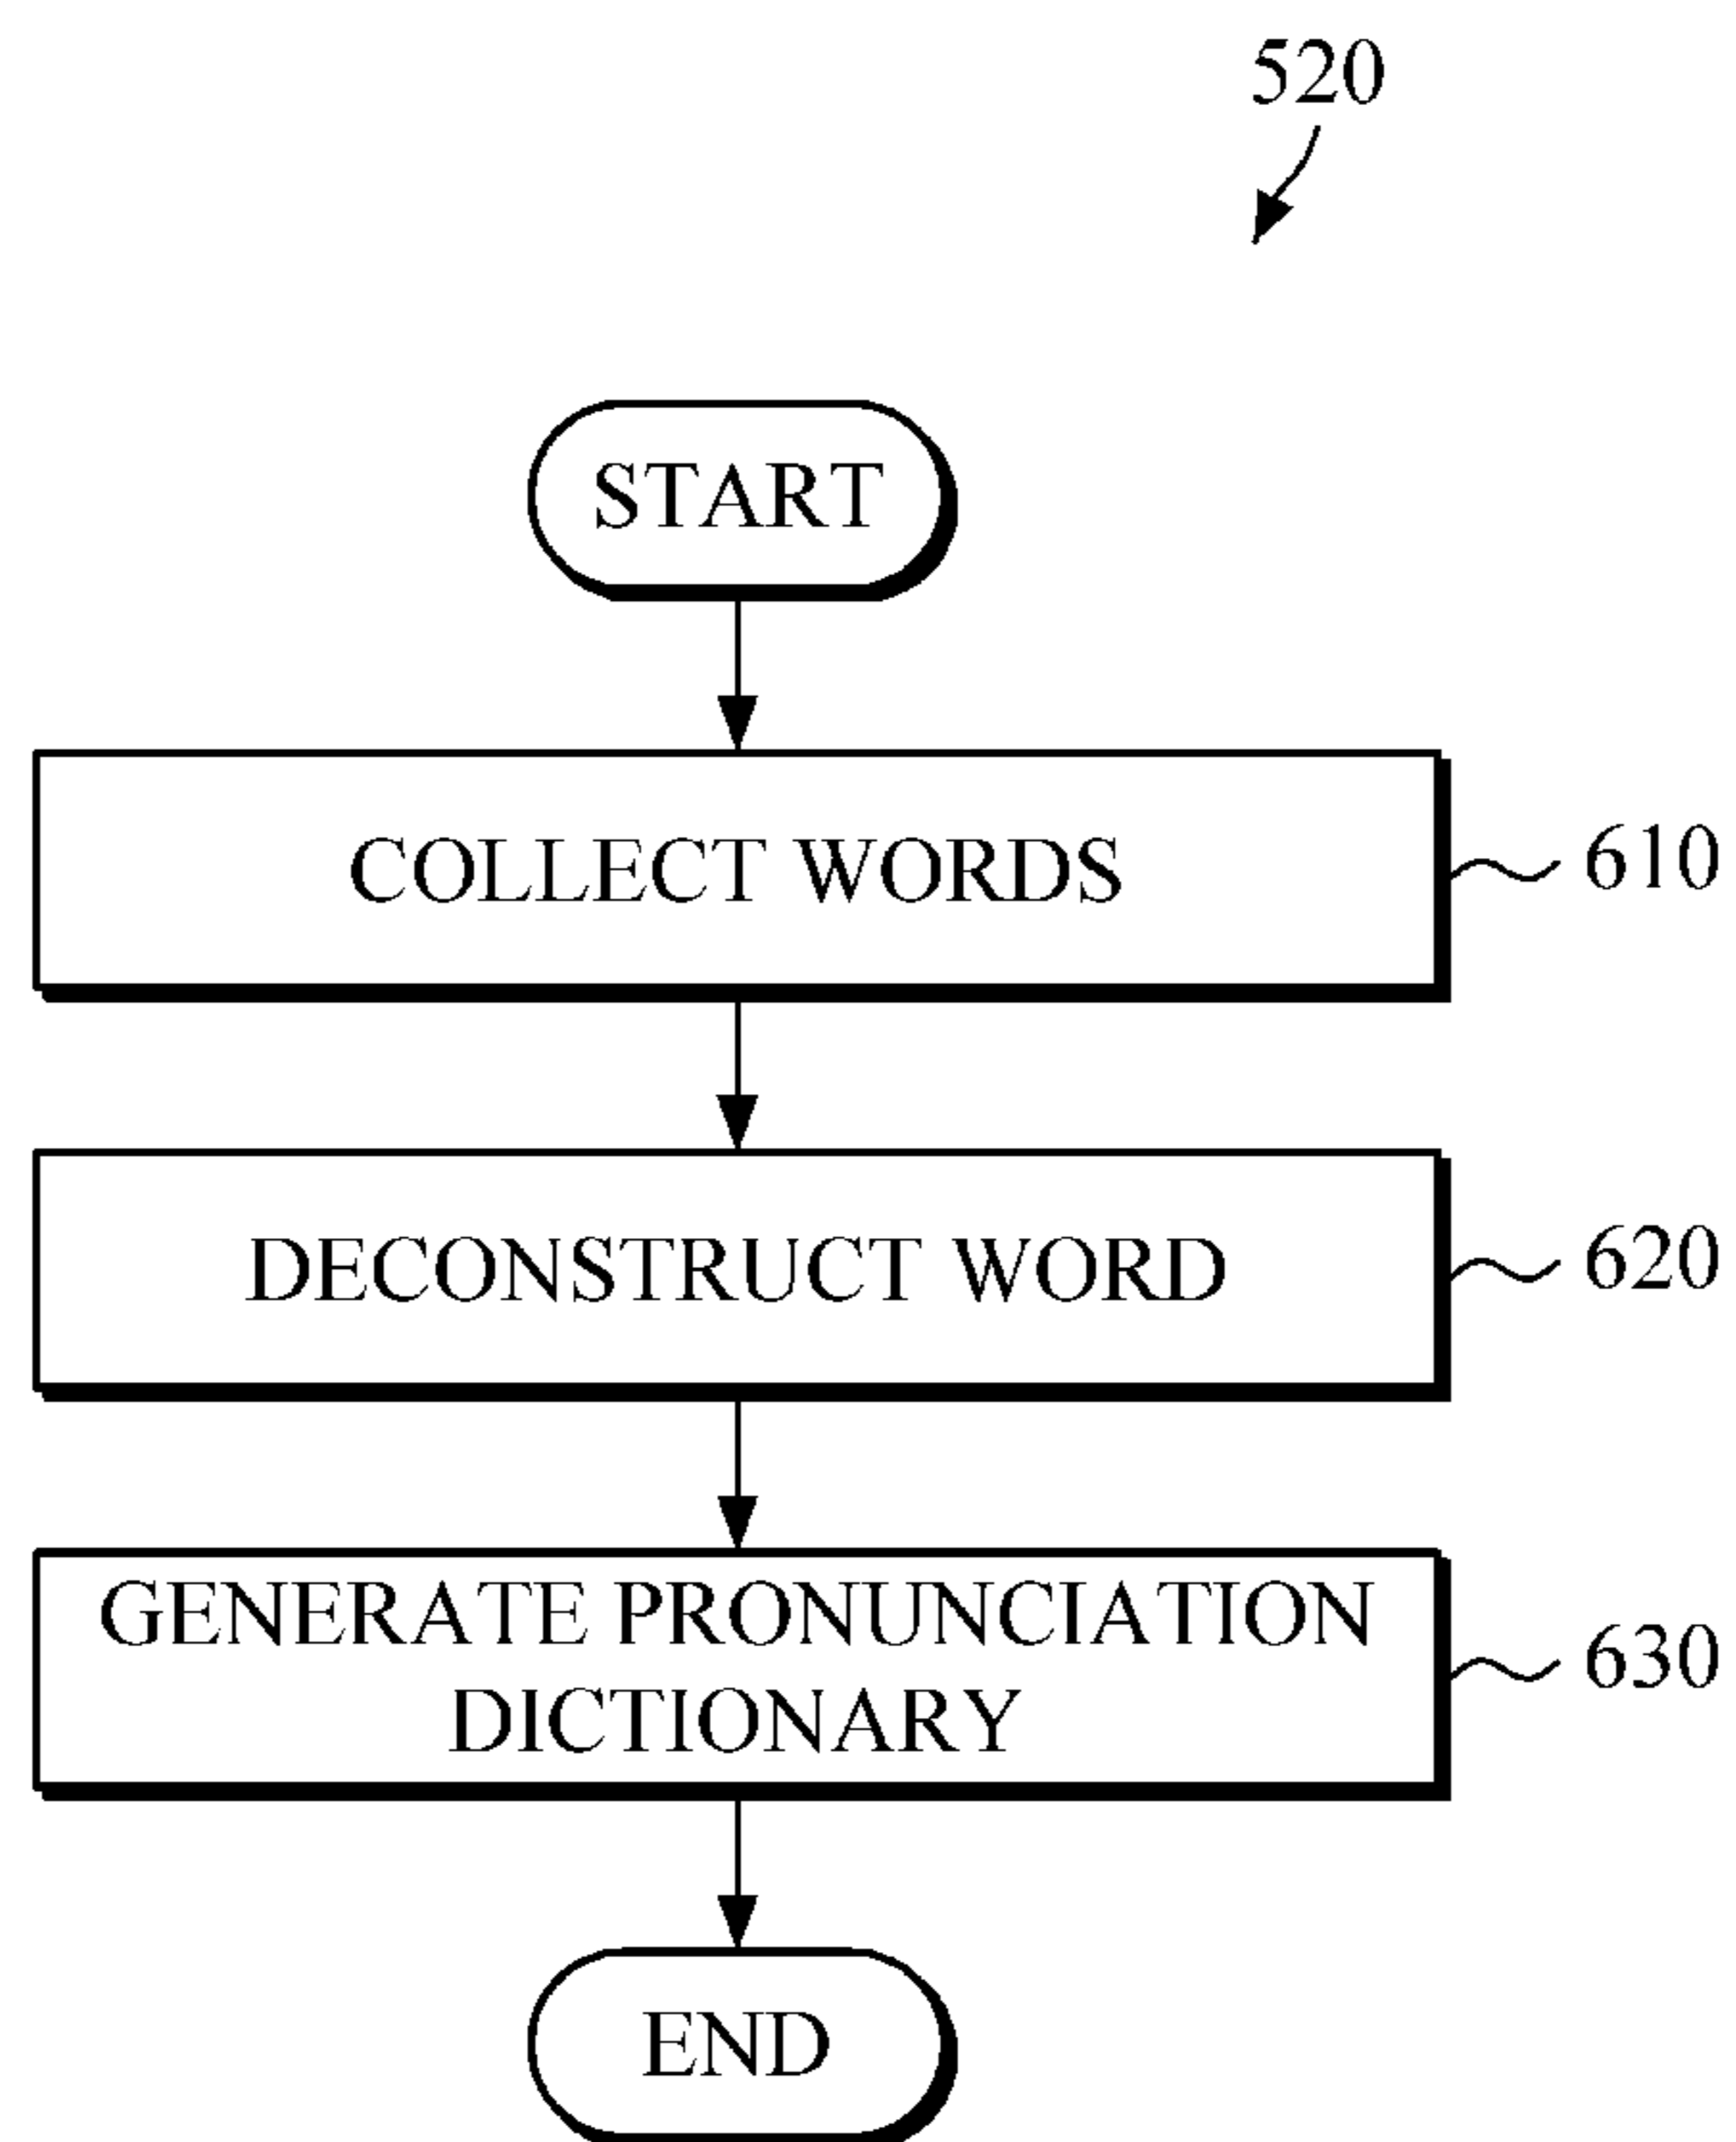 520
START
COLLECT WORDS
610
DECONSTRUCT WORD
620
GENERATE PRONUNCIATION
DICTIONARY
630
END